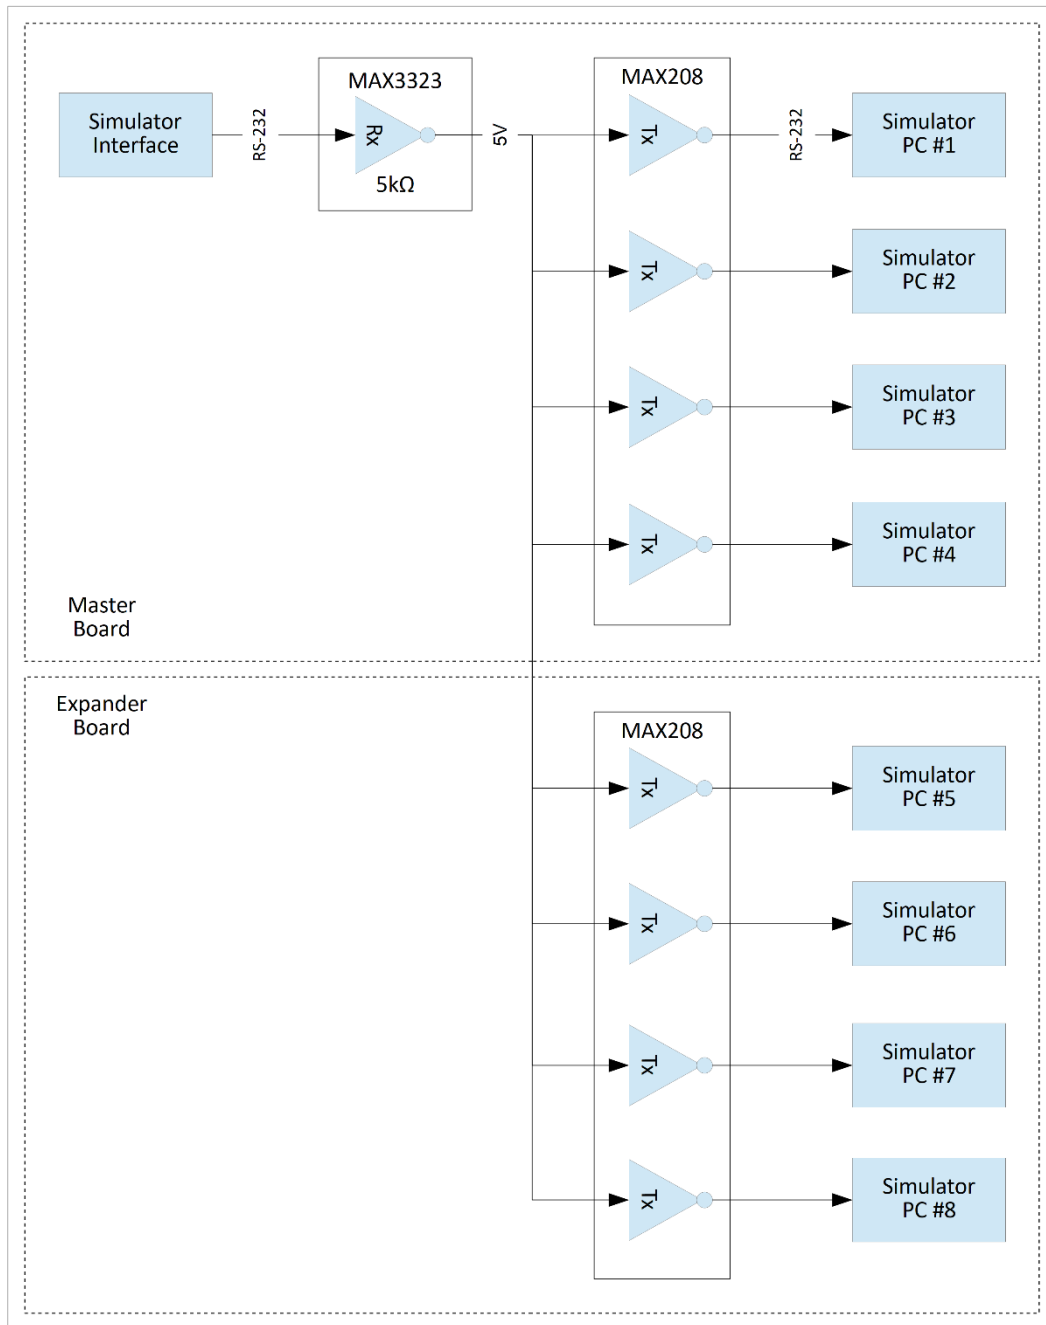 MAX3323
MAX208
Simulator
Interface
RS-232
Rx
5kΩ
5V
Tx
RS-232
Simulator
PC #1
Tx
Simulator
PC #2
Tx
Simulator
PC #3
Tx
Simulator
PC #4
Master
Board
Expander
Board
MAX208
Tx
Simulator
PC #5
Tx
Simulator
PC #6
Tx
Simulator
PC #7
Tx
Simulator
PC #8